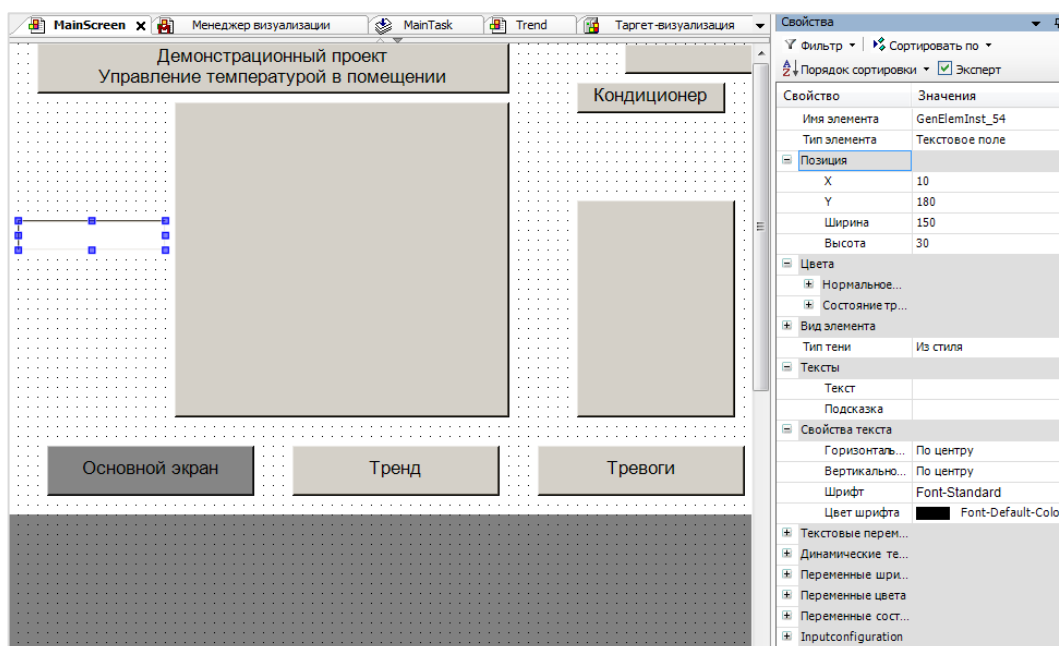 MainScreen X Менеджер визуализации MainTask Trend Таргет-визуализация
Демонстрационный проект
Управление температурой в помещении
Кондиционер
Основной экран
Тренд
Тревоги
Свойства
Фильтр Сортировать по
Порядок сортировки Эксперт
Свойство Значения
Имя элемента GenElemInst_54
Тип элемента Текстовое поле
Позиция
X 10
Y 180
Ширина 150
Высота 30
Цвета
Нормальное...
Состояние тр...
Вид элемента
Тип тени Из стиля
Тексты
Текст
Подсказка
Свойства текста
Горизонталь... По центру
Вертикально... По центру
Шрифт Font-Standard
Цвет шрифта Font-Default-Colo
Текстовые перем...
Динамические те...
Переменные шри...
Переменные цвета
Переменные сост...
Inputconfiguration